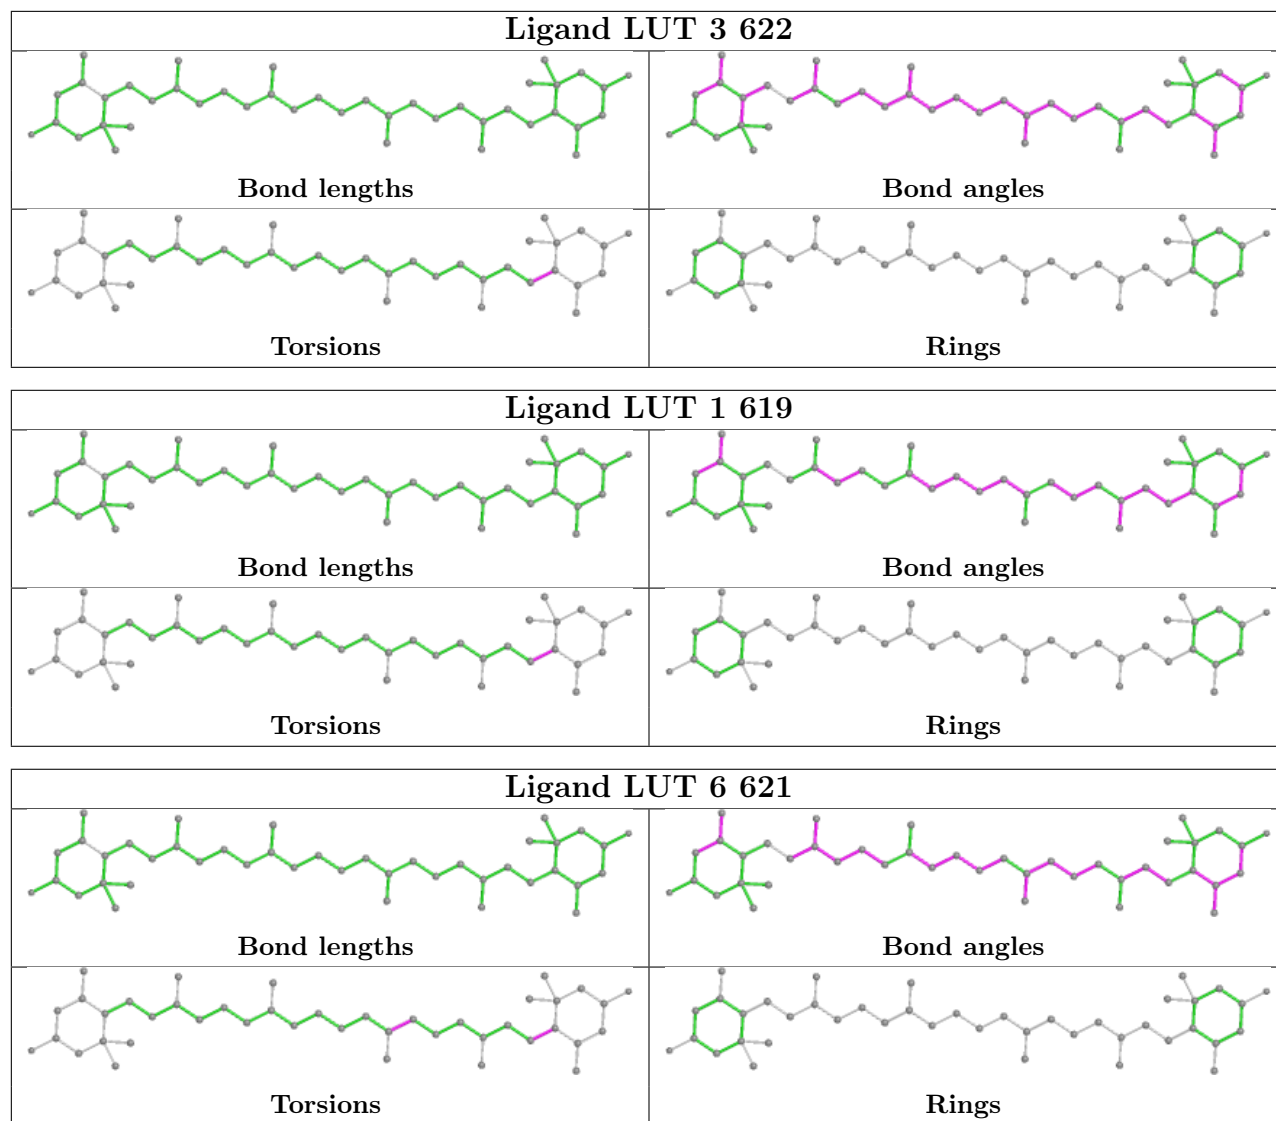 Ligand LUT 3 622
Bond lengths
Bond angles
Torsions
Rings
Ligand LUT 1 619
Bond lengths
Bond angles
Torsions
Rings
Ligand LUT 6 621
Bond lengths
Bond angles
Torsions
Rings